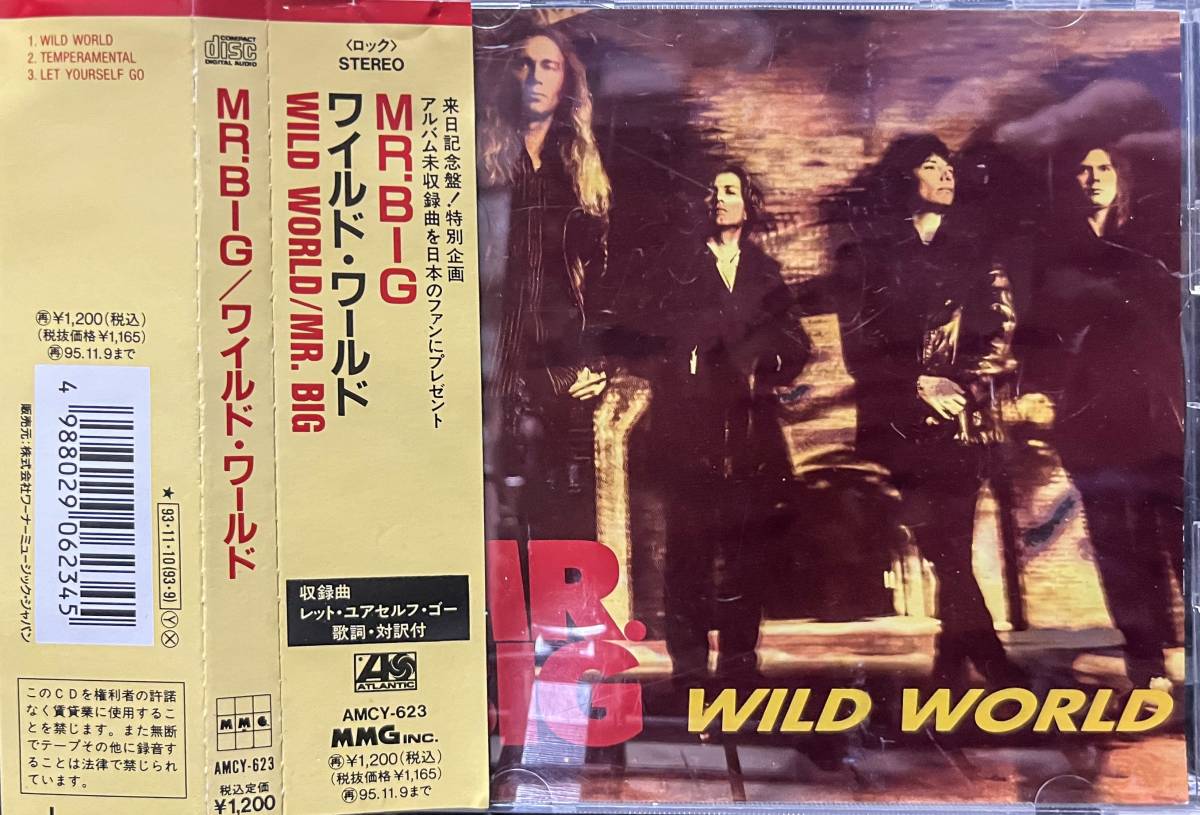 1. WILD WORLD
2. TEMPERAMENTAL
3. LET YOURSELF GO
再¥1,200(税込)
(税抜価格¥1,165)
再95.11.9まで
4 988029 062345
販売元:株式会社ワーナーミュージック・ジャパン
★93・11・10(93・9)YX
このCDを権利者の許諾
なく賃貸業に使用するこ
とを禁じます。また無断
でテープその他に録音す
ることは法律で禁じられ
ています。
COMPACT
disc
DIGITAL AUDIO
MR.BIG/ワイルド・ワールド
MMG
AMCY-623
税込定価
¥1,200
〈ロック〉
STEREO
来日記念盤!特別企画
アルバム未収録曲を日本のファンにプレゼント
MR.BIG
ワイルド・ワールド
WILD WORLD/MR. BIG
収録曲
レット・ユアセルフ・ゴー
歌詞・対訳付
ATLANTIC
AMCY-623
MMG INC.
再¥1,200(税込)
(税抜価格¥1,165)
再95.11.9まで
WILD WORLD